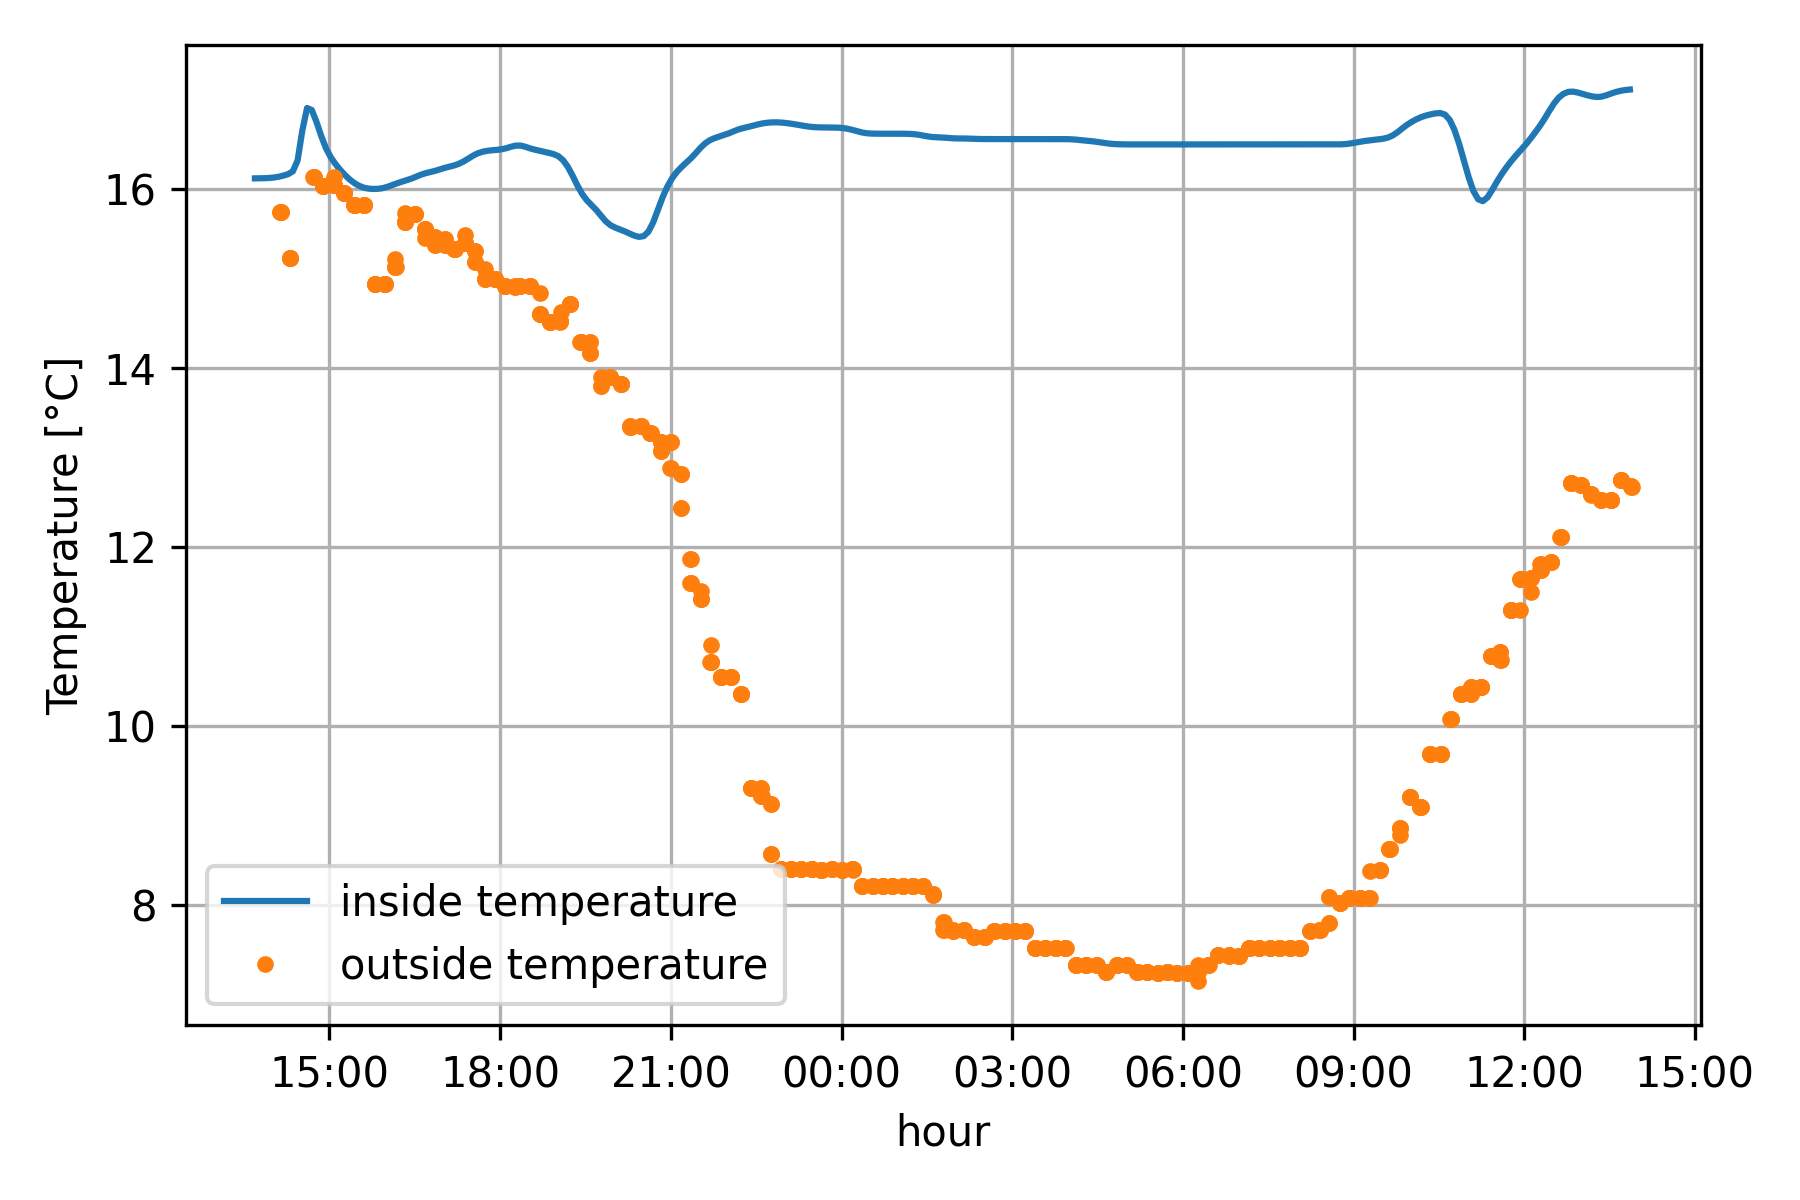 Temperature [°C]
16
14
12
10
8
inside temperature
outside temperature
15:00 18:00 21:00 00:00 03:00 06:00 09:00 12:00 15:00
hour